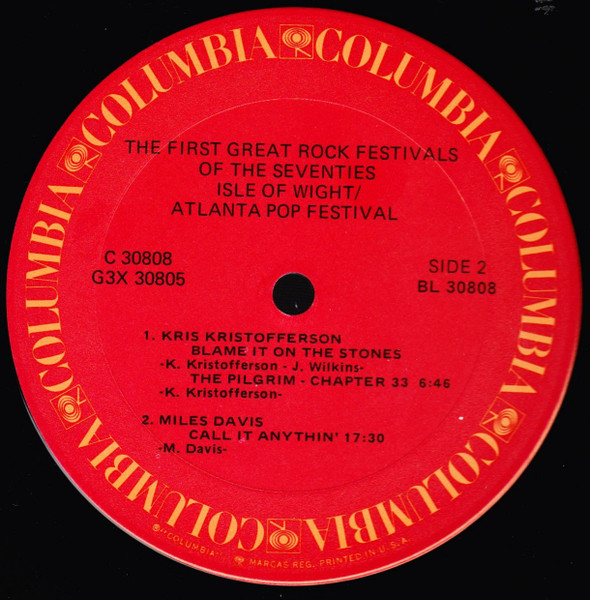 COLUMBIA COLUMBIA COLUMBIA COLUMBIA COLUMBIA COLUMBIA COLUMBIA
THE FIRST GREAT ROCK FESTIVALS
OF THE SEVENTIES
ISLE OF WIGHT/
ATLANTA POP FESTIVAL
C 30808
G3X 30805
SIDE 2
BL 30808
1. KRIS KRISTOFFERSON
BLAME IT ON THE STONES
-K. Kristofferson - J. Wilkins-
THE PILGRIM - CHAPTER 33 6:46
-K. Kristofferson-
2. MILES DAVIS
CALL IT ANYTHIN' 17:30
-M. Davis-
®"COLUMBIA" MARCAS REG. PRINTED IN U.S.A.